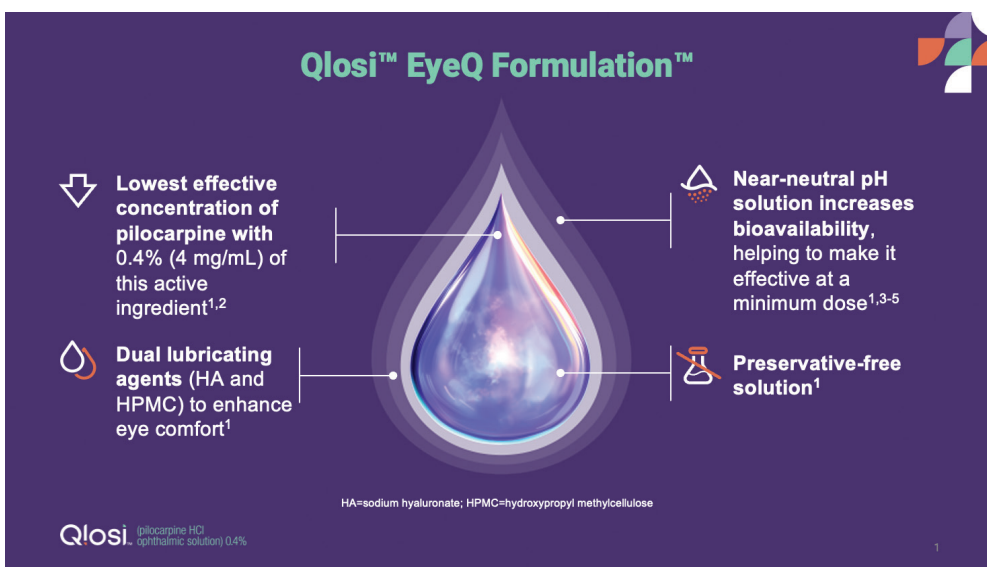 Qlosi™ EyeQ Formulation™
Lowest effective
concentration of
pilocarpine with
0.4% (4 mg/mL) of
this active
ingredient1,2
Dual lubricating
agents (HA and
HPMC) to enhance
eye comfort1
Near-neutral pH
solution increases
bioavailability,
helping to make it
effective at a
minimum dose1,3-5
Preservative-free
solution1
HA=sodium hyaluronate; HPMC=hydroxypropyl methylcellulose
Qlosi™ (pilocarpine HCl
ophthalmic solution) 0.4%
1